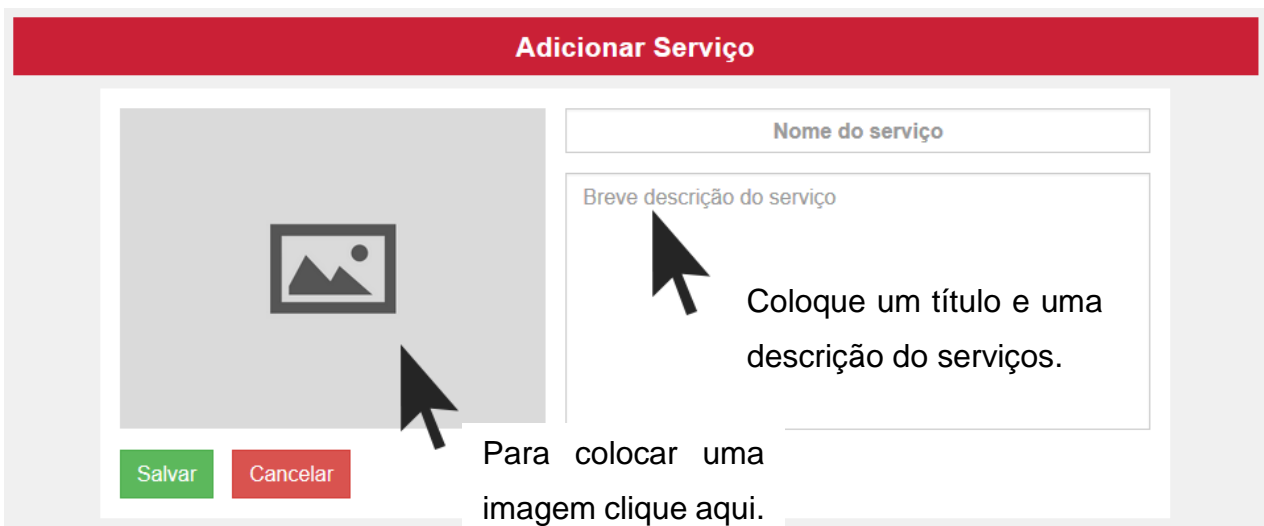 Adicionar Serviço
Nome do serviço
Breve descrição do serviço
Coloque um título e uma
descrição do serviços.
Para colocar uma
imagem clique aqui.
Salvar
Cancelar